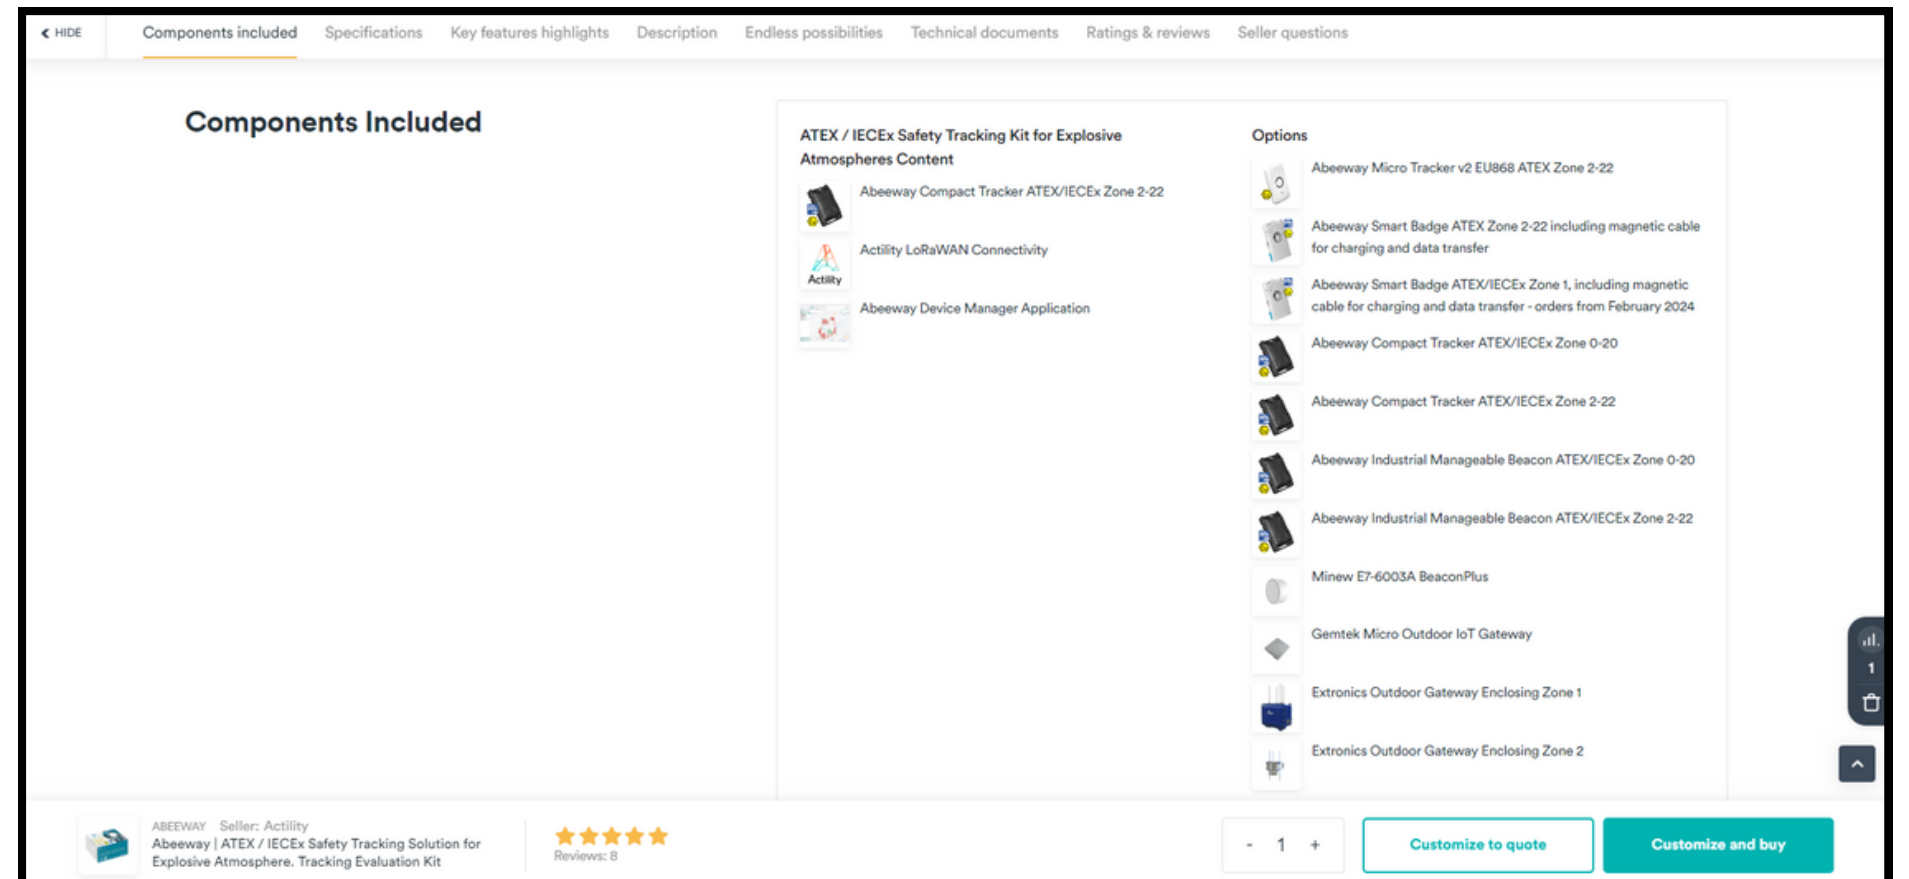 HIDE
Components included
Specifications
Key features highlights
Description
Endless possibilities
Technical documents
Ratings & reviews
Seller questions
Components Included
ATEX / IECEx Safety Tracking Kit for Explosive
Atmospheres Content
Abeeway Compact Tracker ATEX/IECEx Zone 2-22
Actility LoRaWAN Connectivity
Actility
Abeeway Device Manager Application
Options
Abeeway Micro Tracker v2 EU868 ATEX Zone 2-22
Abeeway Smart Badge ATEX Zone 2-22 including magnetic cable
for charging and data transfer
Abeeway Smart Badge ATEX/IECEx Zone 1, including magnetic
cable for charging and data transfer - orders from February 2024
Abeeway Compact Tracker ATEX/IECEx Zone 0-20
Abeeway Compact Tracker ATEX/IECEx Zone 2-22
Abeeway Industrial Manageable Beacon ATEX/IECEx Zone 0-20
Abeeway Industrial Manageable Beacon ATEX/IECEx Zone 2-22
Minew E7-6003A BeaconPlus
Gemtek Micro Outdoor IoT Gateway
Extronics Outdoor Gateway Enclosing Zone 1
Extronics Outdoor Gateway Enclosing Zone 2
1
ABEEWAY Seller: Actility
Abeeway | ATEX / IECEx Safety Tracking Solution for
Explosive Atmosphere. Tracking Evaluation Kit
Reviews: 8
- 1 +
Customize to quote
Customize and buy